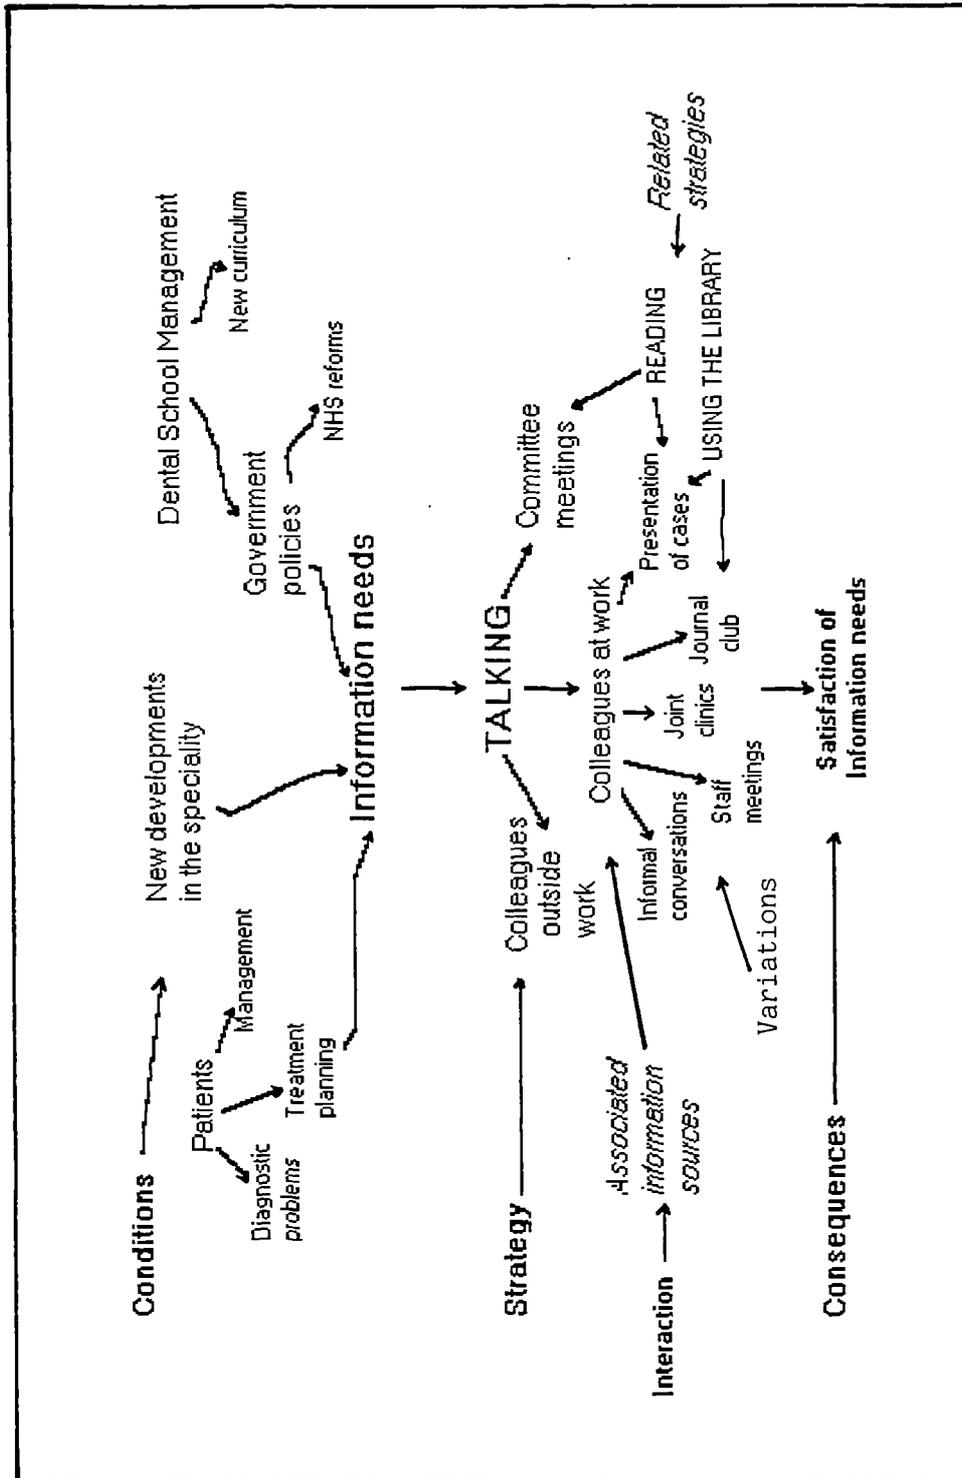 Conditions
New developments
in the speciality
Dental School Management
Patients
Management
Government
policies
New curriculum
Diagnostic
problems
Treatment
planning
NHS reforms
Information needs
Strategy
Colleagues
outside
work
TALKING
Committee
meetings
Interaction
Associated
information
sources
Colleagues at work
READING
Related
strategies
Informal
conversations
Presentation
of cases
Staff
meetings
Joint
clinics
Journal
club
USING THE LIBRARY
Variations
Consequences
Satisfaction of
Information needs